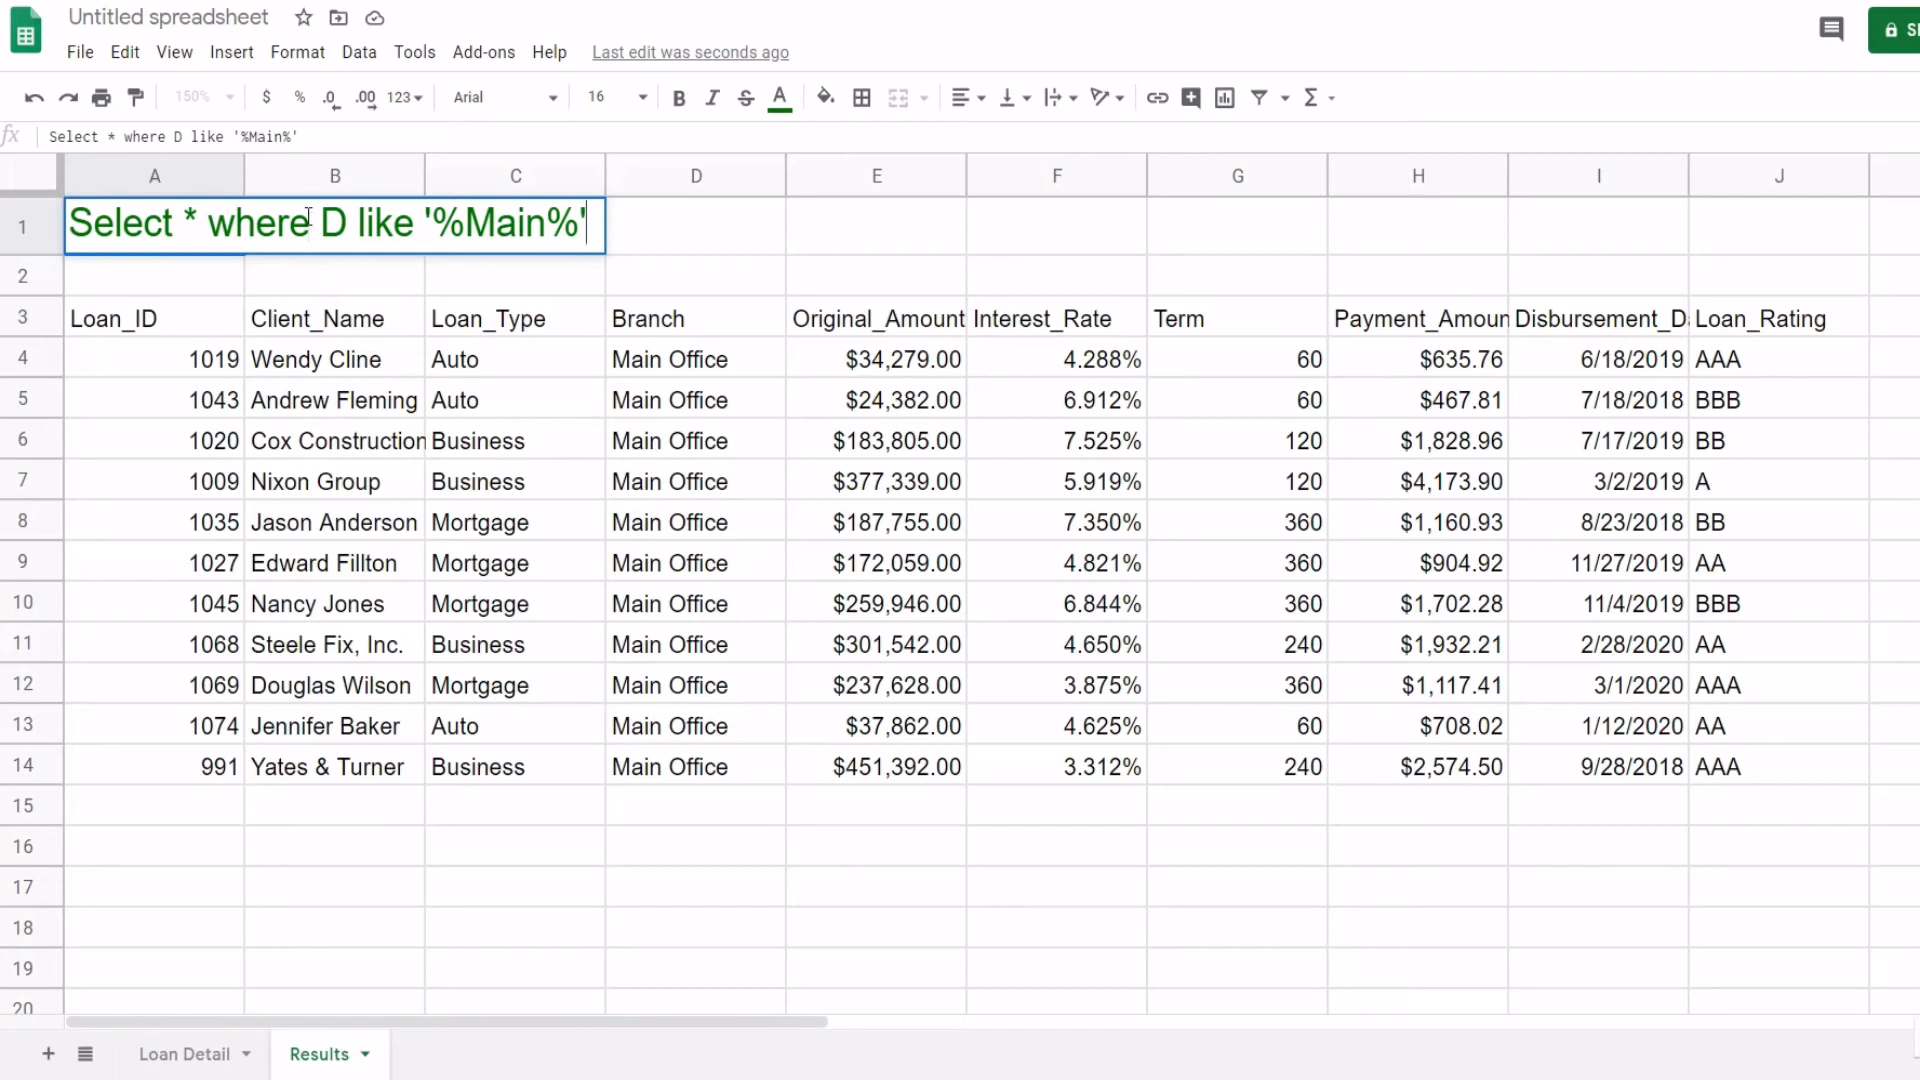 Untitled spreadsheet
File Edit View Insert Format Data Tools Add-ons Help Last edit was seconds ago
150% $ % .0 .00 123 Arial 16 B I S A Σ
fx Select * where D like '%Main%'
A B C D E F G H I J
1 Select * where D like '%Main%'
2
3 Loan_ID Client_Name Loan_Type Branch Original_Amount Interest_Rate Term Payment_Amoun Disbursement_D Loan_Rating
4 1019 Wendy Cline Auto Main Office $34,279.00 4.288% 60 $635.76 6/18/2019 AAA
5 1043 Andrew Fleming Auto Main Office $24,382.00 6.912% 60 $467.81 7/18/2018 BBB
6 1020 Cox Construction Business Main Office $183,805.00 7.525% 120 $1,828.96 7/17/2019 BB
7 1009 Nixon Group Business Main Office $377,339.00 5.919% 120 $4,173.90 3/2/2019 A
8 1035 Jason Anderson Mortgage Main Office $187,755.00 7.350% 360 $1,160.93 8/23/2018 BB
9 1027 Edward Fillton Mortgage Main Office $172,059.00 4.821% 360 $904.92 11/27/2019 AA
10 1045 Nancy Jones Mortgage Main Office $259,946.00 6.844% 360 $1,702.28 11/4/2019 BBB
11 1068 Steele Fix, Inc. Business Main Office $301,542.00 4.650% 240 $1,932.21 2/28/2020 AA
12 1069 Douglas Wilson Mortgage Main Office $237,628.00 3.875% 360 $1,117.41 3/1/2020 AAA
13 1074 Jennifer Baker Auto Main Office $37,862.00 4.625% 60 $708.02 1/12/2020 AA
14 991 Yates & Turner Business Main Office $451,392.00 3.312% 240 $2,574.50 9/28/2018 AAA
15
16
17
18
19
20
+ Loan Detail Results